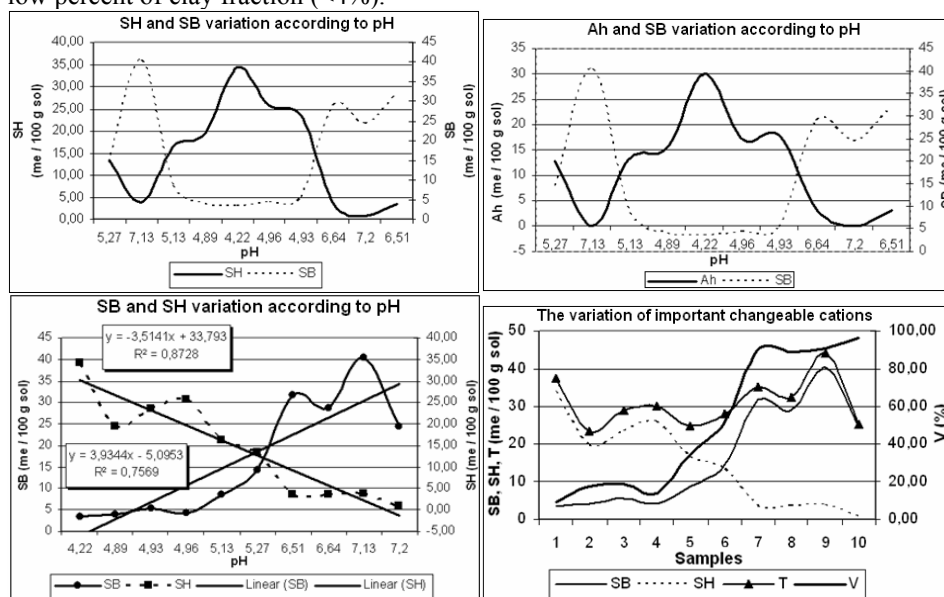 low percent of clay fraction (<4%).
SH and SB variation according to pH
40,00
35,00
30,00
25,00
20,00
15,00
10,00
5,00
0,00
SH
(me / 100 g sol)
45
40
35
30
25
20
15
10
5
0
SB
(me / 100 g sol)
5,27 7,13 5,13 4,89 4,22 4,96 4,93 6,64 7,2 6,51
pH
SH SB
Ah and SB variation according to pH
35
30
25
20
15
10
5
0
-5
Ah (me / 100 g sol)
45
40
35
30
25
20
15
10
5
0
SB (me / 100 g sol)
5,27 7,13 5,13 4,89 4,22 4,96 4,93 6,64 7,2 6,51
pH
Ah SB
SB and SH variation according to pH
45
40
35
30
25
20
15
10
5
0
SB (me / 100 g sol)
y = -3,5141x + 33,793
R² = 0,8728
y = 3,9344x - 5,0953
R² = 0,7569
40,00
35,00
30,00
25,00
20,00
15,00
10,00
5,00
0,00
-5,00
SH (me / 100 g sol)
4,22 4,89 4,93 4,96 5,13 5,27 6,51 6,64 7,13 7,2
pH
SB SH Linear (SB) Linear (SH)
The variation of important changeable cations
50
40
30
20
10
0
SB, SH, T (me / 100 g sol)
100,00
80,00
60,00
40,00
20,00
0,00
V (%)
1 2 3 4 5 6 7 8 9 10
Samples
SB SH T V